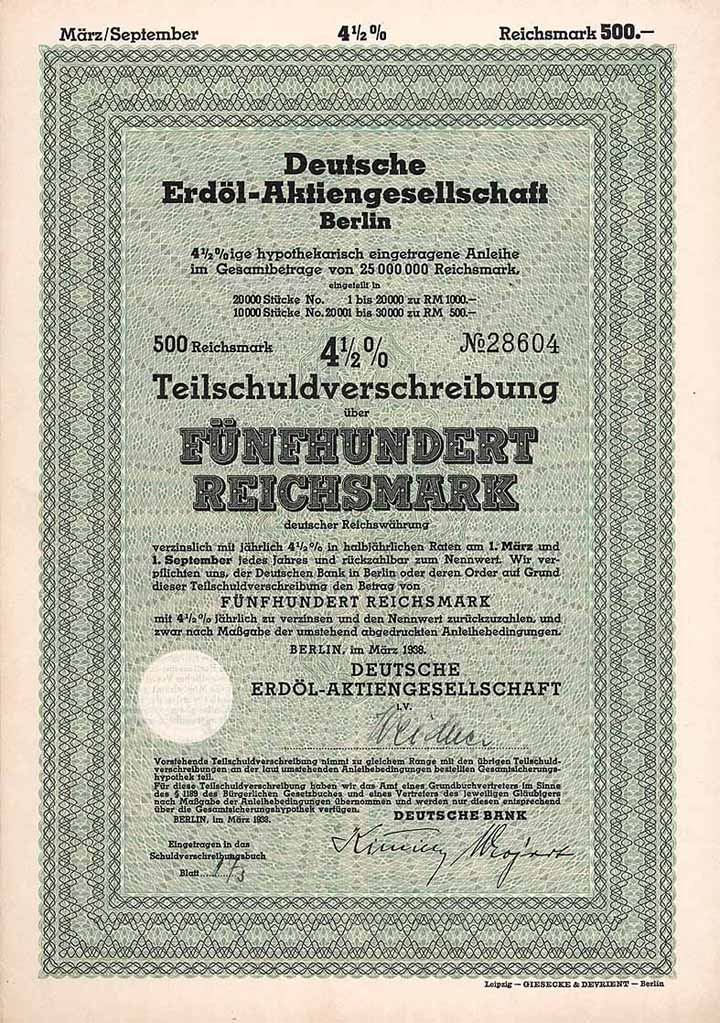 März/September 4½% Reichsmark 500.—
Deutsche
Erdöl-Aktiengesellschaft
Berlin
4½%ige hypothekarisch eingetragene Anleihe
im Gesamtbetrage von 25 000 000 Reichsmark,
eingeteilt in
20 000 Stücke No. 1 bis 20000 zu RM 1000.—
10 000 Stücke No. 20001 bis 30000 zu RM 500.—
500 Reichsmark 4½% №28604
Teilschuldverschreibung
über
FÜNFHUNDERT
REICHSMARK
deutscher Reichswährung
verzinslich mit jährlich 4½% in halbjährlichen Raten am 1. März und
1. September jedes Jahres und rückzahlbar zum Nennwert. Wir ver-
pflichten uns, der Deutschen Bank in Berlin oder deren Order auf Grund
dieser Teilschuldverschreibung den Betrag von
FÜNFHUNDERT REICHSMARK
mit 4½% jährlich zu verzinsen und den Nennwert zurückzuzahlen, und
zwar nach Maßgabe der umstehend abgedruckten Anleihebedingungen.
BERLIN, im März 1938.
DEUTSCHE
ERDÖL-AKTIENGESELLSCHAFT
i.V.
Vorstehende Teilschuldverschreibung nimmt zu gleichem Range mit den übrigen Teilschuld-
verschreibungen an der laut umstehenden Anleihebedingungen bestellten Gesamtsicherungs-
hypothek teil.
Für diese Teilschuldverschreibung haben wir das Amt eines Grundbuchvertreters im Sinne
des § 1189 des Bürgerlichen Gesetzbuches und eines Vertreters des jeweiligen Gläubigers
nach Maßgabe der Anleihebedingungen übernommen und werden nur diesen entsprechend
über die Gesamtsicherungshypothek verfügen.
BERLIN, im März 1938. DEUTSCHE BANK
Eingetragen in das
Schuldverschreibungsbuch
Blatt
Leipzig — GIESECKE & DEVRIENT — Berlin